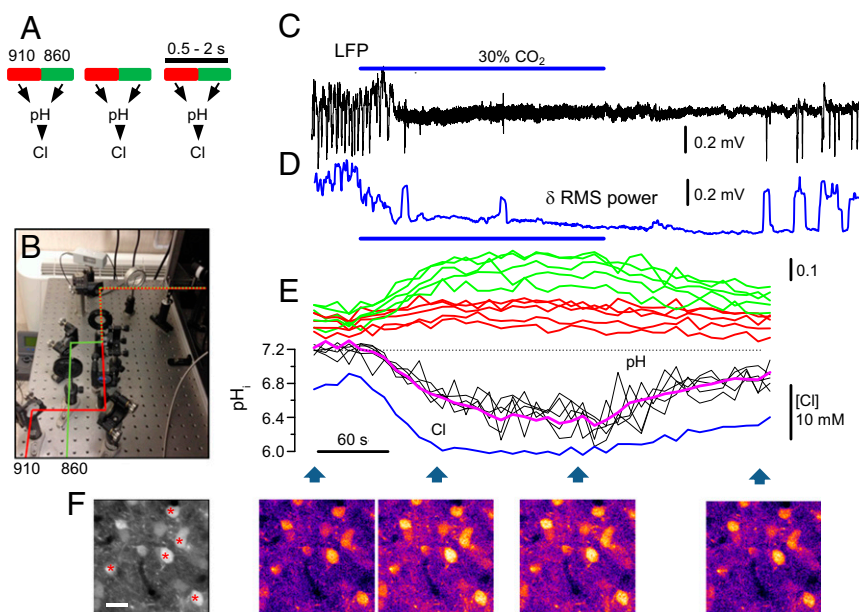 A
910 860
0.5 - 2 s
pH
pH
pH
Cl
Cl
Cl
B
910
860
C
LFP
30% CO₂
0.2 mV
D
δ RMS power
0.2 mV
0.1
E
7.2
6.8
6.4
6.0
pHᵢ
pH
Cl
[Cl]
10 mM
60 s
F
* * * * *